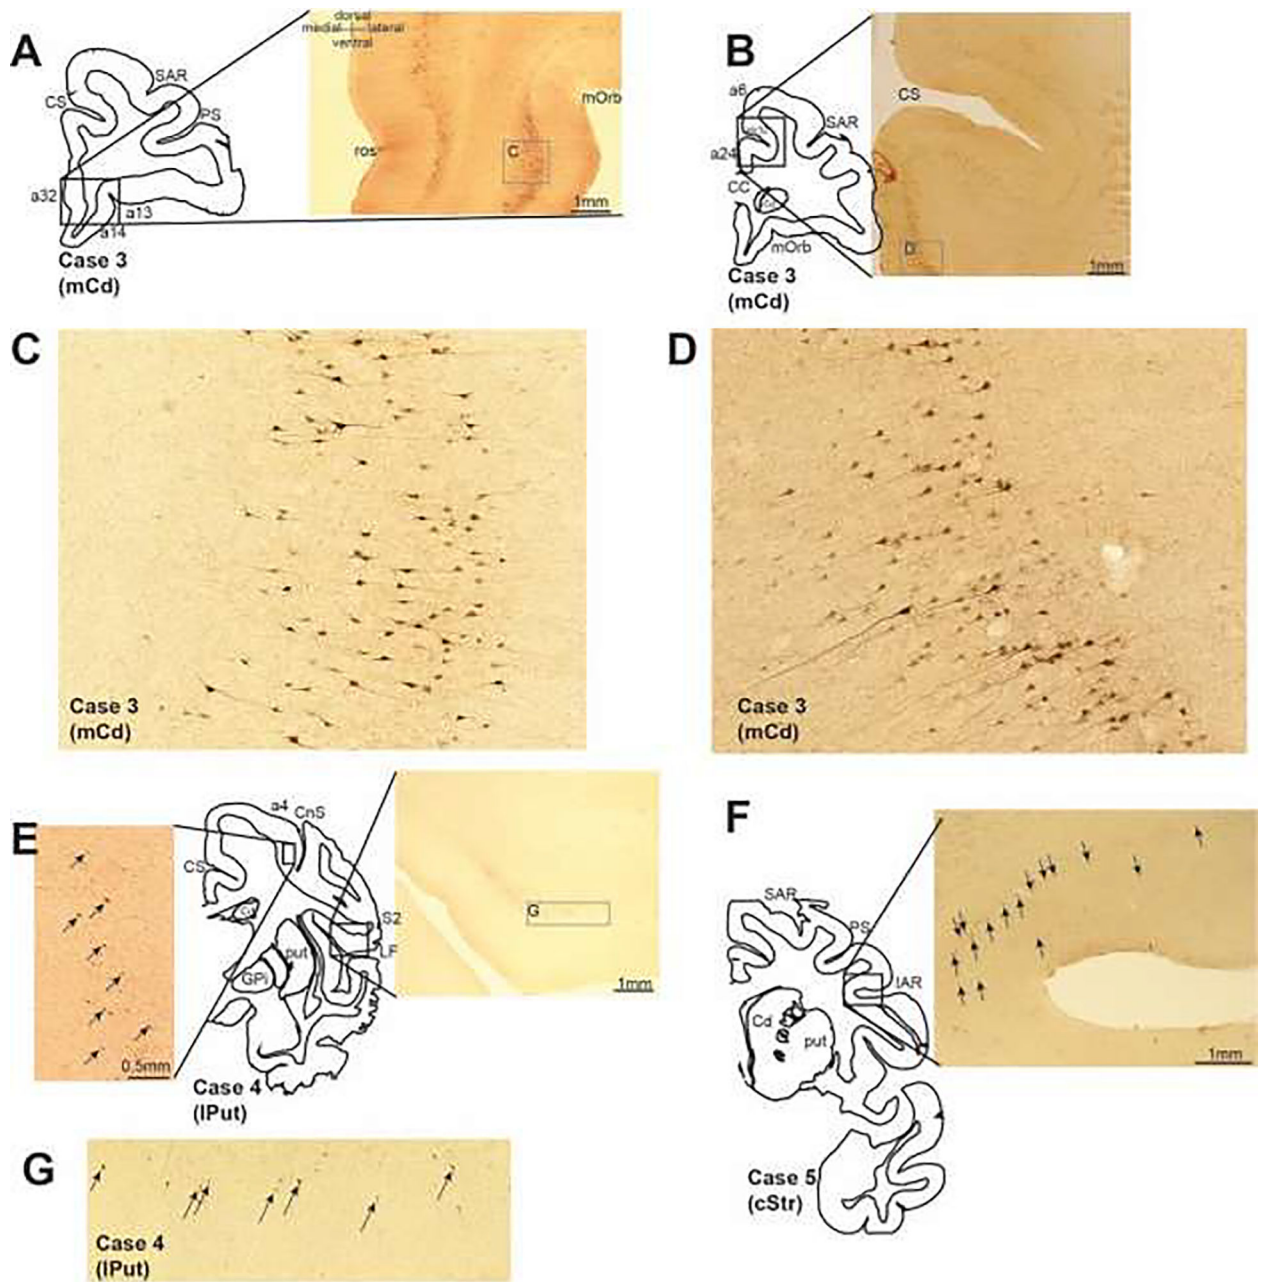 A
SAR
CS
PS
a32
a13
a14
Case 3
(mCd)
dorsal
medial lateral
ventral
mOrb
ros
C
1mm
B
a6
SAR
a24
CC
mOrb
Case 3
(mCd)
CS
D
1mm
C
Case 3
(mCd)
D
Case 3
(mCd)
E
0.5mm
a4
CnS
CS
Cd
put
GPi
S2
LF
Case 4
(lPut)
G
1mm
F
SAR
PS
IAR
Cd
put
Case 5
(cStr)
1mm
G
Case 4
(lPut)